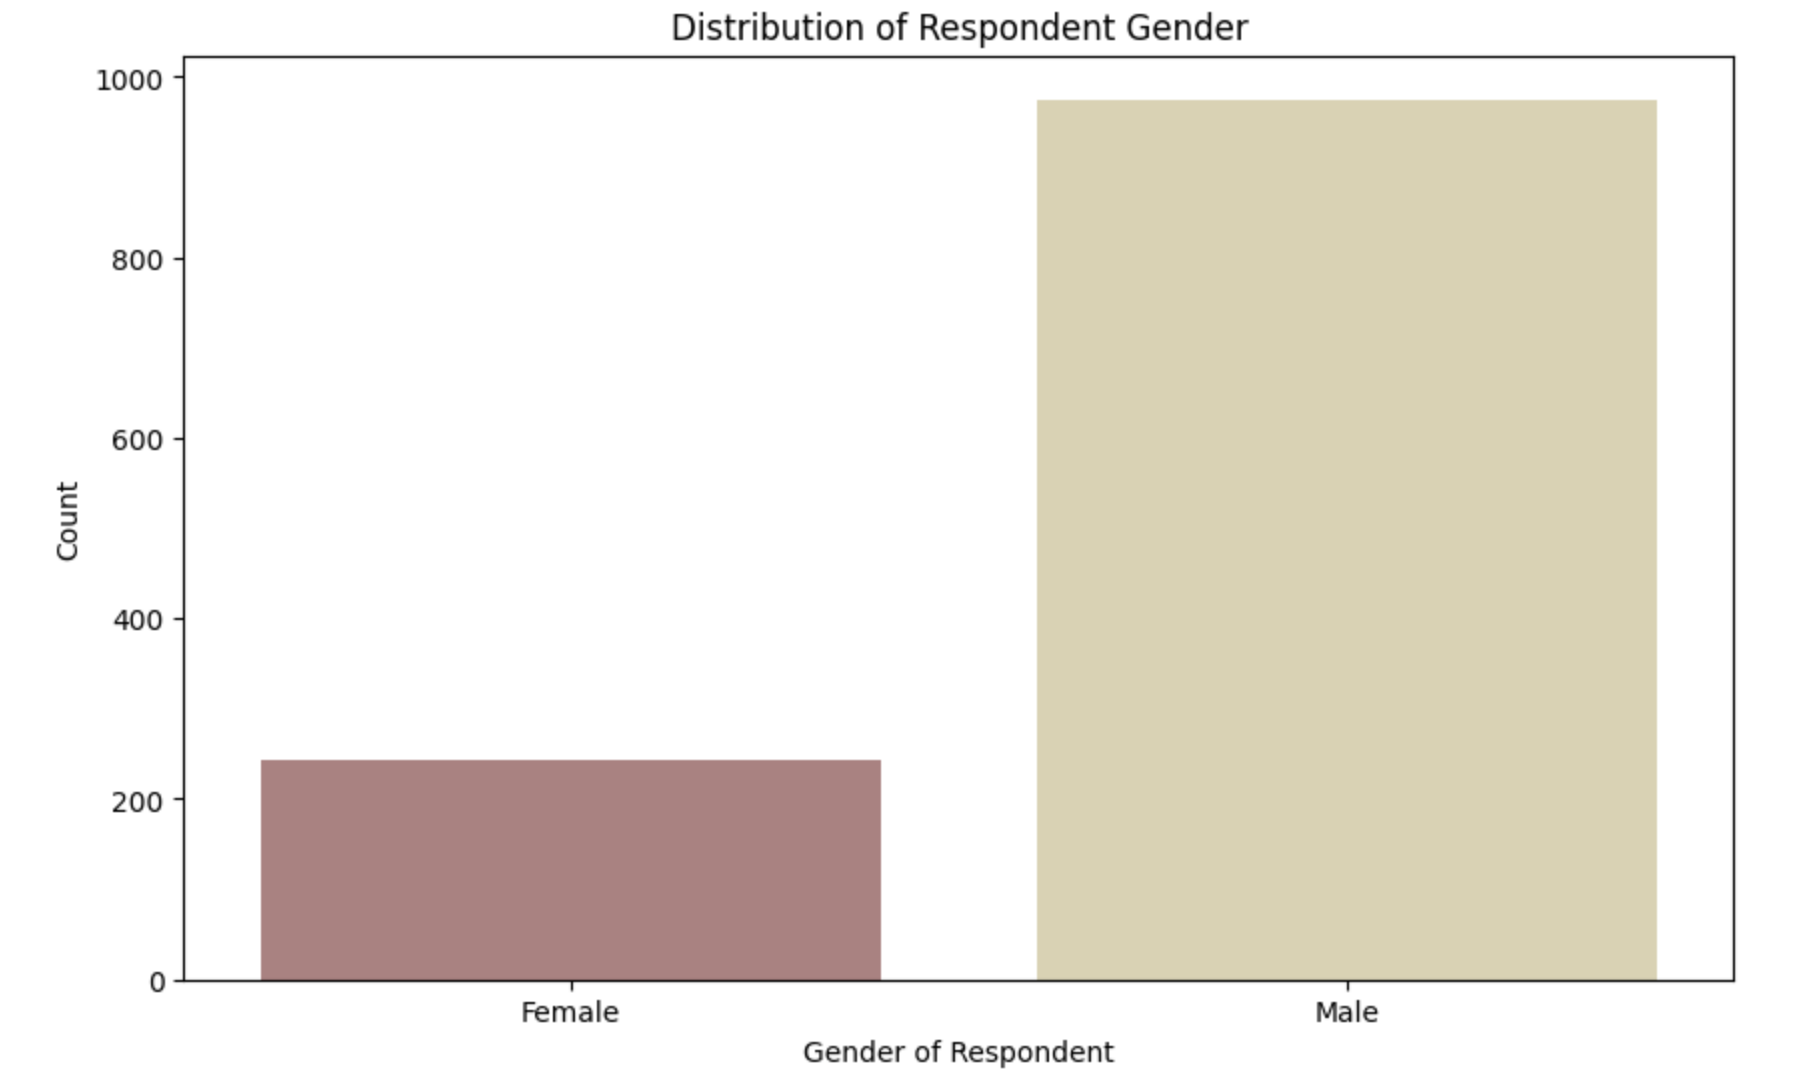 Distribution of Respondent Gender
1000
800
600
400
200
0
Count
Female
Male
Gender of Respondent